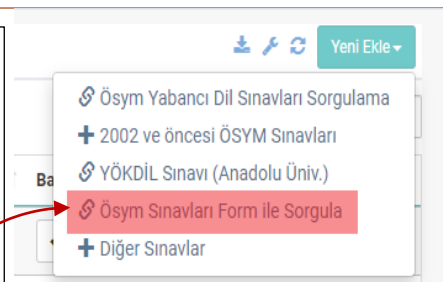 Yeni Ekle
Ösym Yabancı Dil Sınavları Sorgulama
2002 ve öncesi ÖSYM Sınavları
Ba
YÖKDİL Sınavı (Anadolu Üniv.)
Ösym Sınavları Form ile Sorgula
Diğer Sınavlar